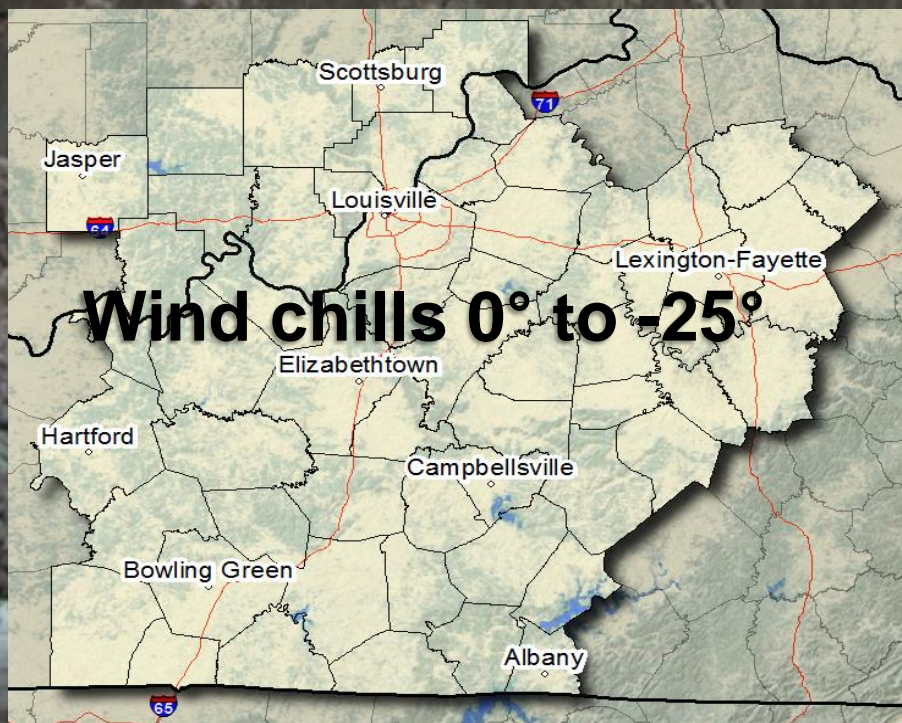 Scottsburg
71
Jasper
Louisville
64
Lexington-Fayette
Wind chills 0° to -25°
Elizabethtown
Hartford
Campbellsville
Bowling Green
Albany
65